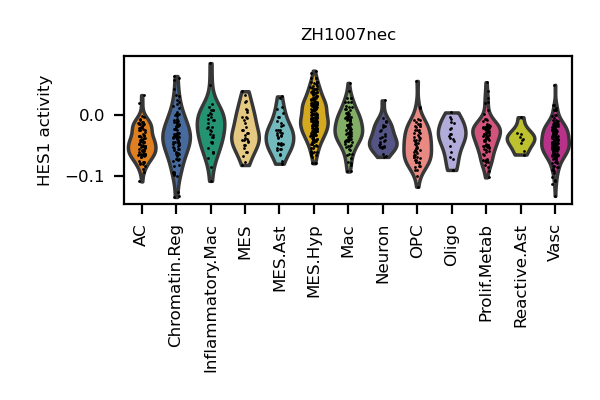 ZH1007nec
HES1 activity
0.0
−0.1
AC
Chromatin.Reg
Inflammatory.Mac
MES
MES.Ast
MES.Hyp
Mac
Neuron
OPC
Oligo
Prolif.Metab
Reactive.Ast
Vasc